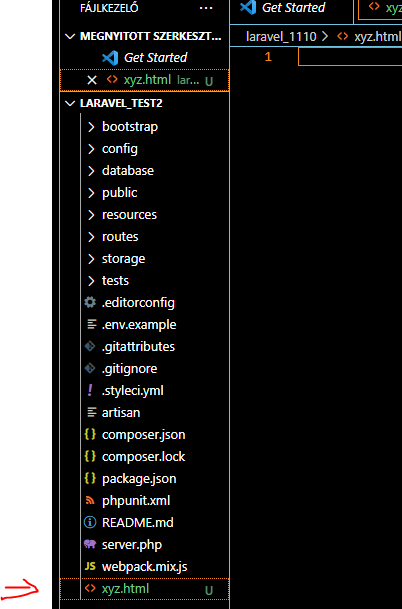 FÁJLKEZELŐ ...
MEGNYITOTT SZERKESZT...
Get Started
xyz.html lar... U
LARAVEL_TEST2
bootstrap
config
database
public
resources
routes
storage
tests
.editorconfig
.env.example
.gitattributes
.gitignore
.styleci.yml
artisan
composer.json
composer.lock
package.json
phpunit.xml
README.md
server.php
JS webpack.mix.js
xyz.html U
Get Started
laravel_1110 > xyz.html
1